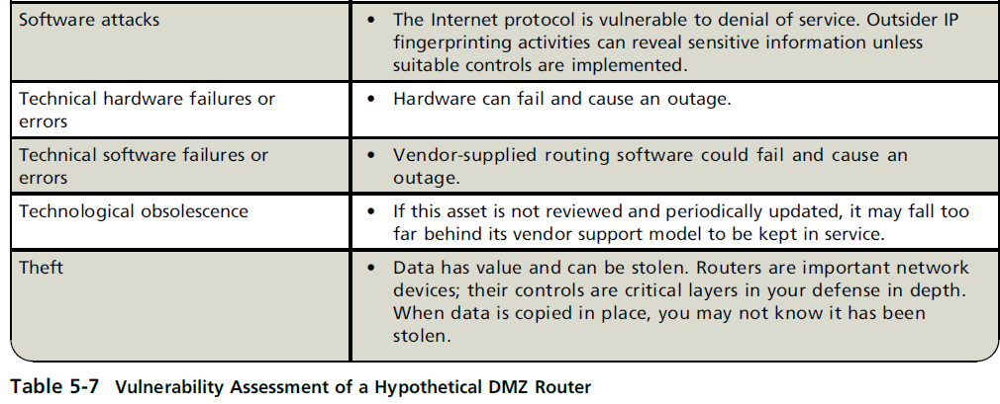 Software attacks
• The Internet protocol is vulnerable to denial of service. Outsider IP
fingerprinting activities can reveal sensitive information unless
suitable controls are implemented.
Technical hardware failures or
errors
• Hardware can fail and cause an outage.
Technical software failures or
errors
• Vendor-supplied routing software could fail and cause an
outage.
Technological obsolescence
• If this asset is not reviewed and periodically updated, it may fall too
far behind its vendor support model to be kept in service.
Theft
• Data has value and can be stolen. Routers are important network
devices; their controls are critical layers in your defense in depth.
When data is copied in place, you may not know it has been
stolen.
Table 5-7 Vulnerability Assessment of a Hypothetical DMZ Router